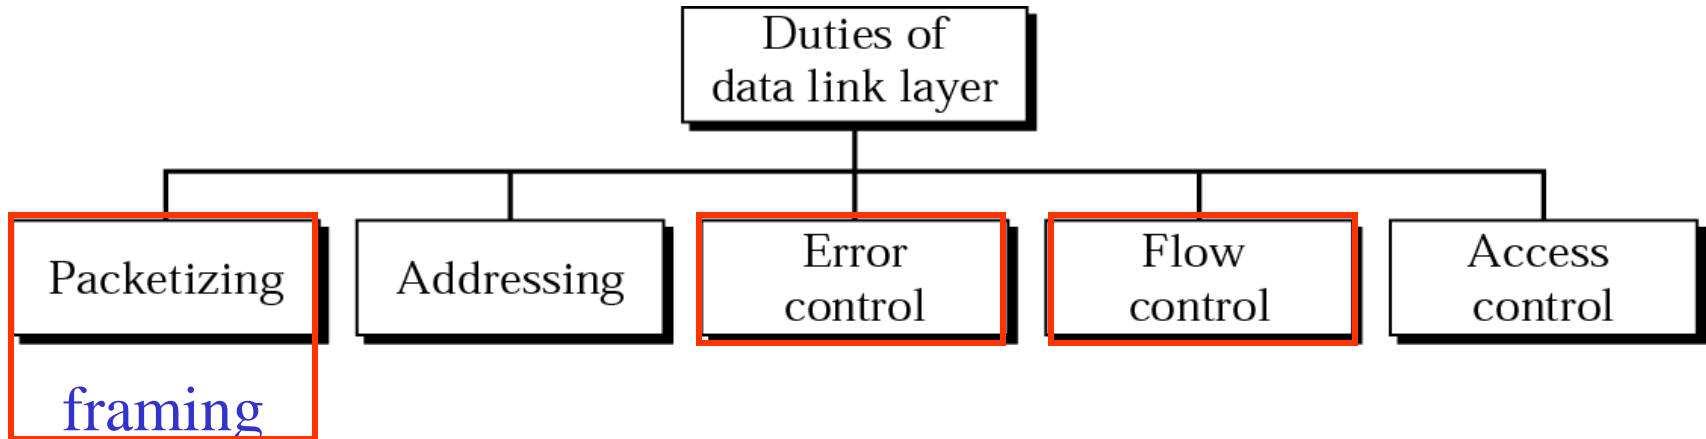 Duties of
data link layer
Packetizing
Addressing
Error
control
Flow
control
Access
control
framing